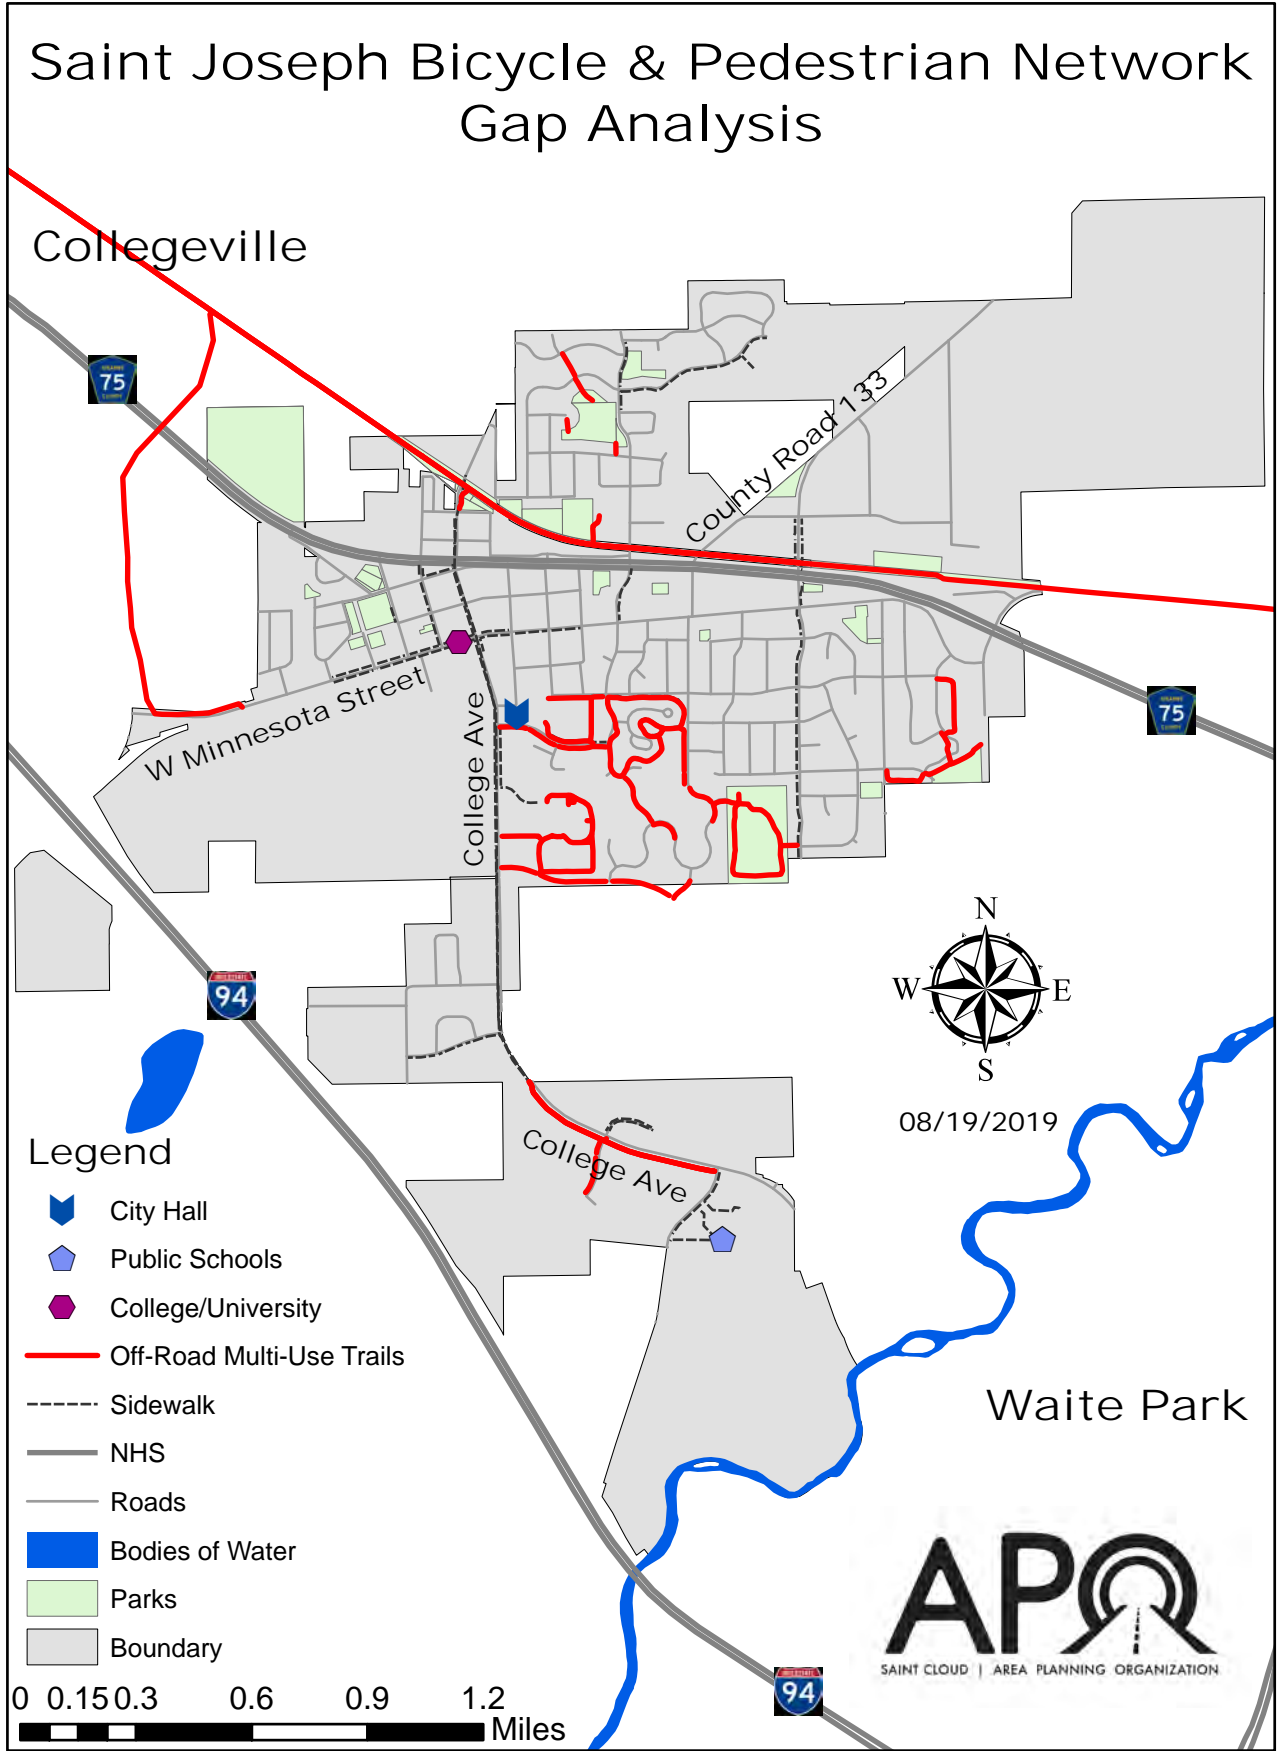 Saint Joseph Bicycle & Pedestrian Network
Gap Analysis
Collegeville
75
County Road 133
W Minnesota Street
College Ave
75
94
N
W
E
S
08/19/2019
College Ave
Legend
City Hall
Public Schools
College/University
Off-Road Multi-Use Trails
Sidewalk
NHS
Roads
Bodies of Water
Parks
Boundary
Waite Park
APO
SAINT CLOUD | AREA PLANNING ORGANIZATION
INTERSTATE
94
0 0.15 0.3 0.6 0.9 1.2
Miles